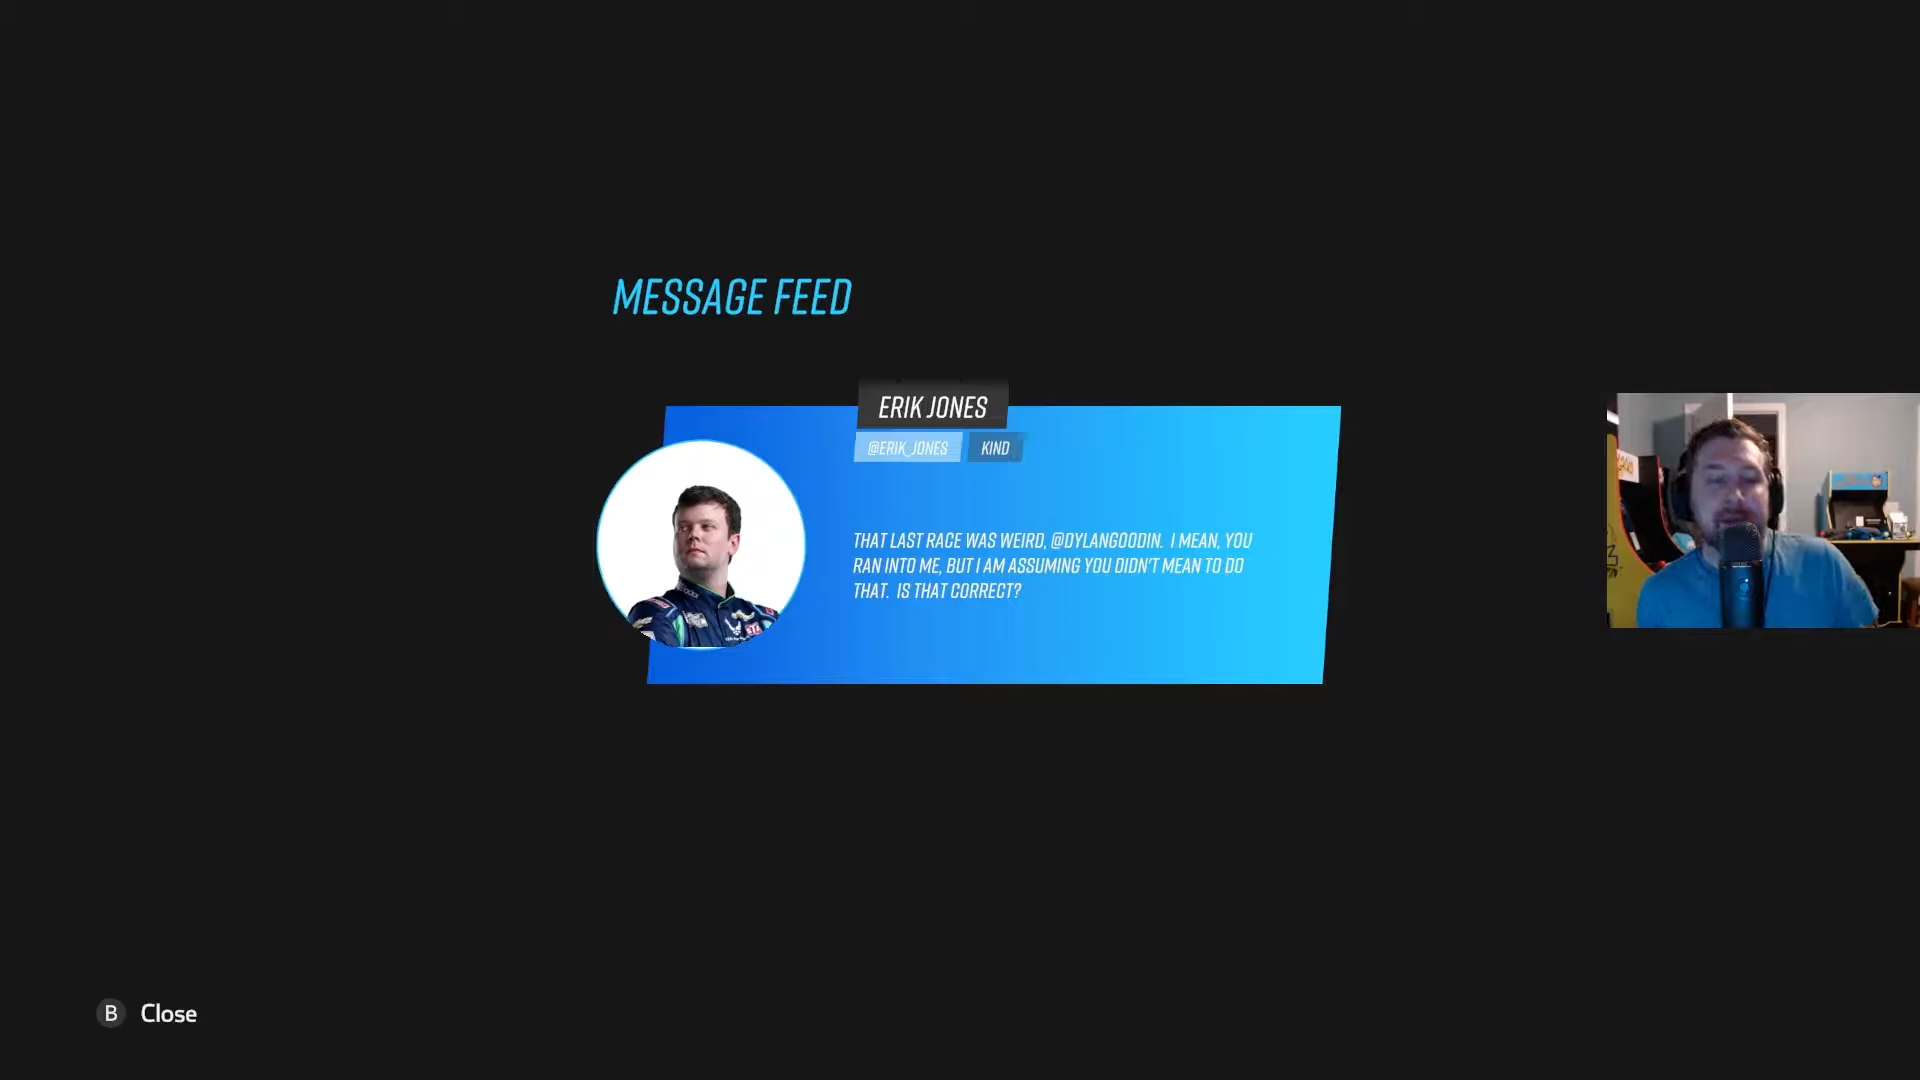 MESSAGE FEED
ERIK JONES
@ERIK_JONES KIND
THAT LAST RACE WAS WEIRD, @DYLANGOODIN. I MEAN, YOU
RAN INTO ME, BUT I AM ASSUMING YOU DIDN'T MEAN TO DO
THAT. IS THAT CORRECT?
B Close